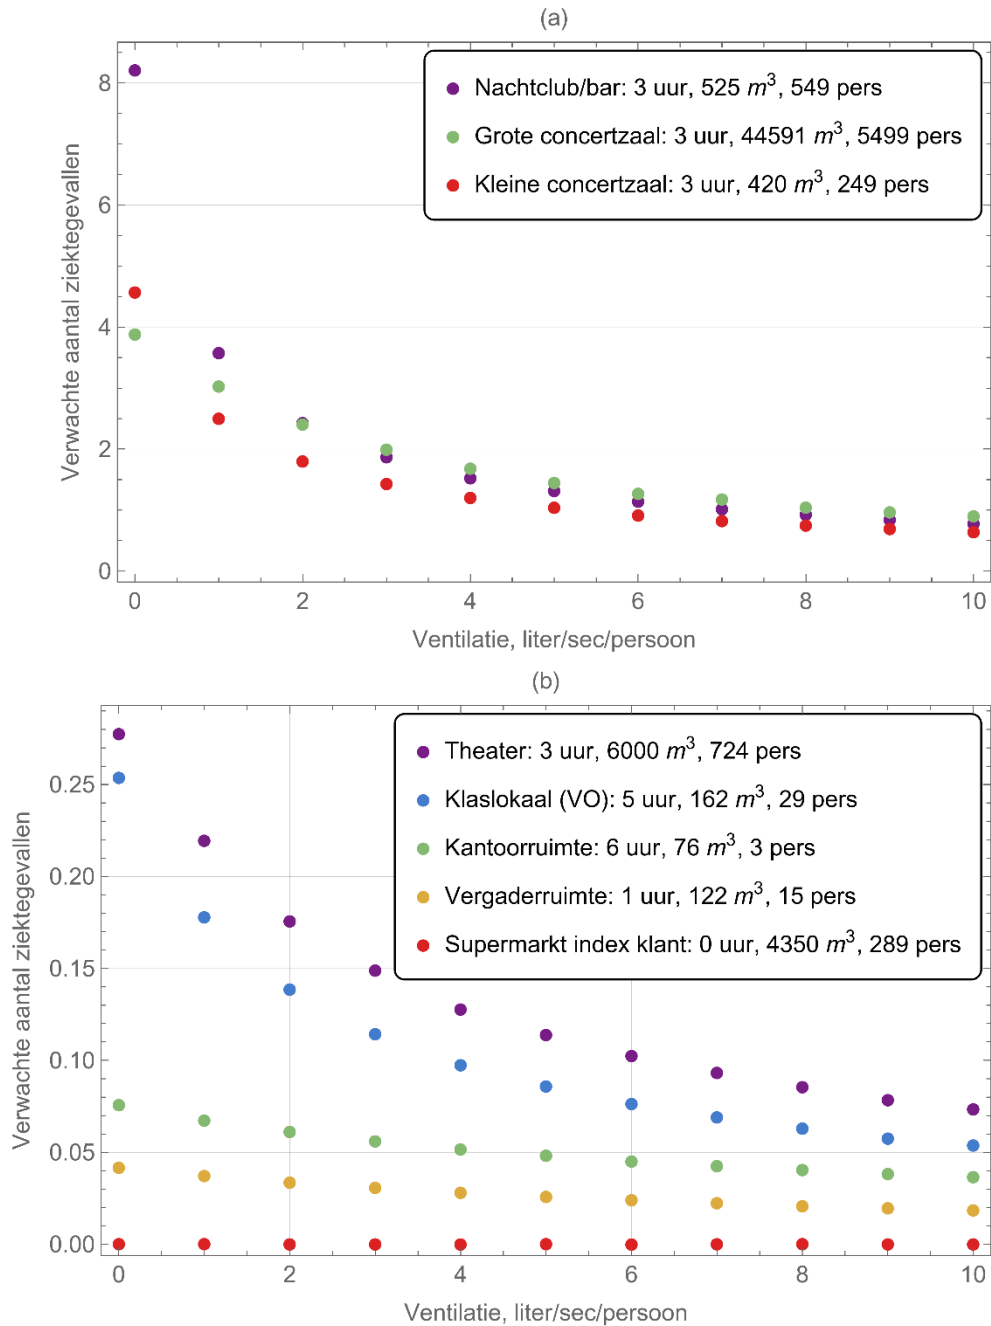 (a)
Verwachte aantal ziektegevallen
8
6
4
2
0
Nachtclub/bar: 3 uur, 525 m³, 549 pers
Grote concertzaal: 3 uur, 44591 m³, 5499 pers
Kleine concertzaal: 3 uur, 420 m³, 249 pers
0 2 4 6 8 10
Ventilatie, liter/sec/persoon
(b)
Verwachte aantal ziektegevallen
0.25
0.20
0.15
0.10
0.05
0.00
Theater: 3 uur, 6000 m³, 724 pers
Klaslokaal (VO): 5 uur, 162 m³, 29 pers
Kantoorruimte: 6 uur, 76 m³, 3 pers
Vergaderruimte: 1 uur, 122 m³, 15 pers
Supermarkt index klant: 0 uur, 4350 m³, 289 pers
0 2 4 6 8 10
Ventilatie, liter/sec/persoon